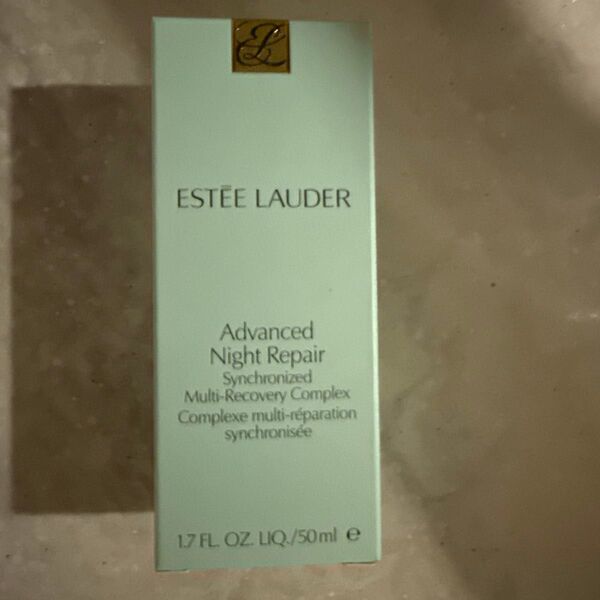 ESTĒE LAUDER
Advanced
Night Repair
Synchronized
Multi-Recovery Complex
Complexe multi-réparation
synchronisée
1.7 FL. OZ. LIQ./50 ml ℮